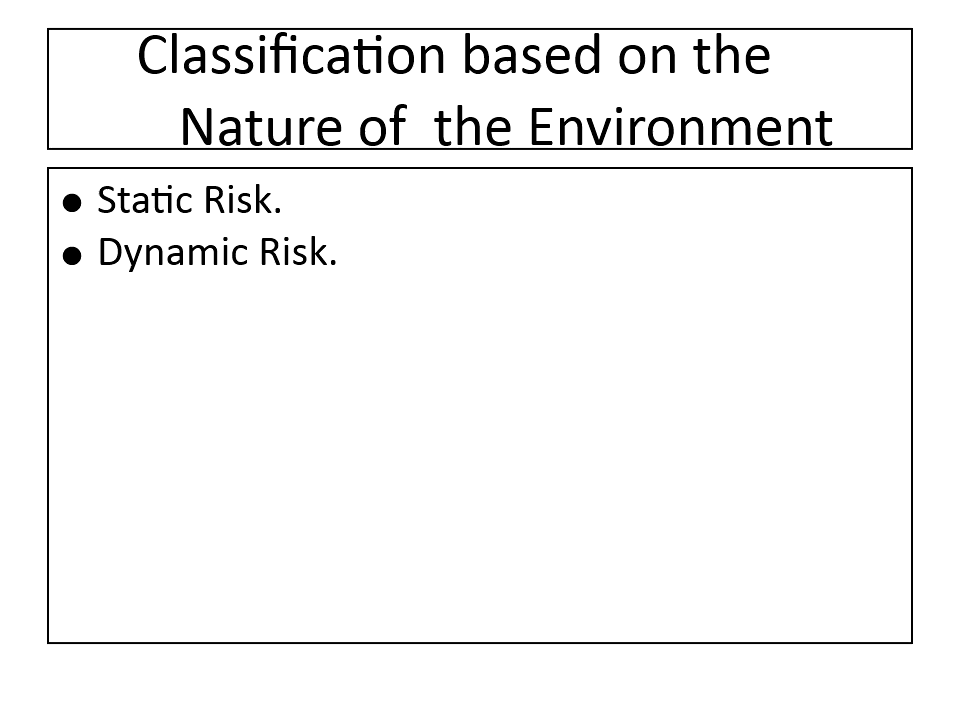 Classification based on the
Nature of  the Environment
● Static Risk.
● Dynamic Risk.